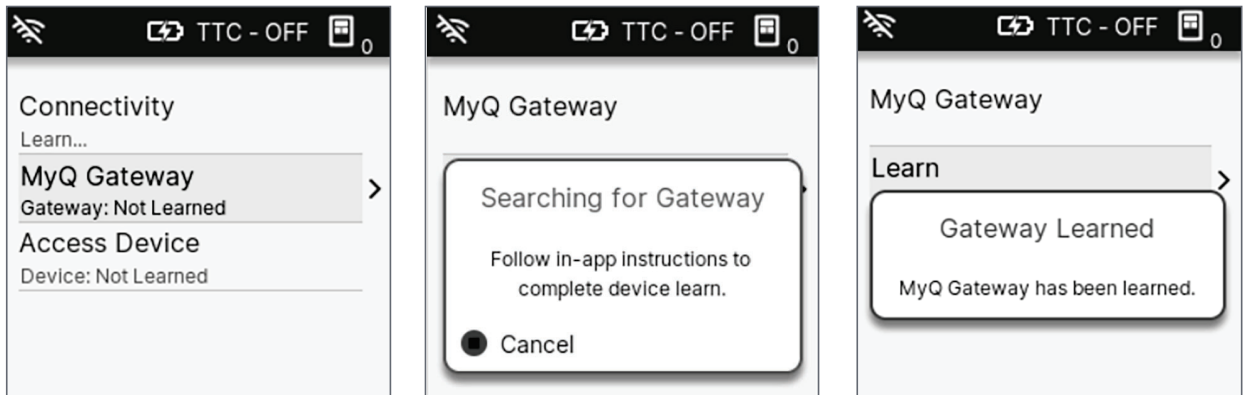 TTC - OFF 0
Connectivity
Learn...
MyQ Gateway
Gateway: Not Learned
Access Device
Device: Not Learned
TTC - OFF 0
MyQ Gateway
Searching for Gateway
Follow in-app instructions to
complete device learn.
Cancel
TTC - OFF 0
MyQ Gateway
Learn
Gateway Learned
MyQ Gateway has been learned.